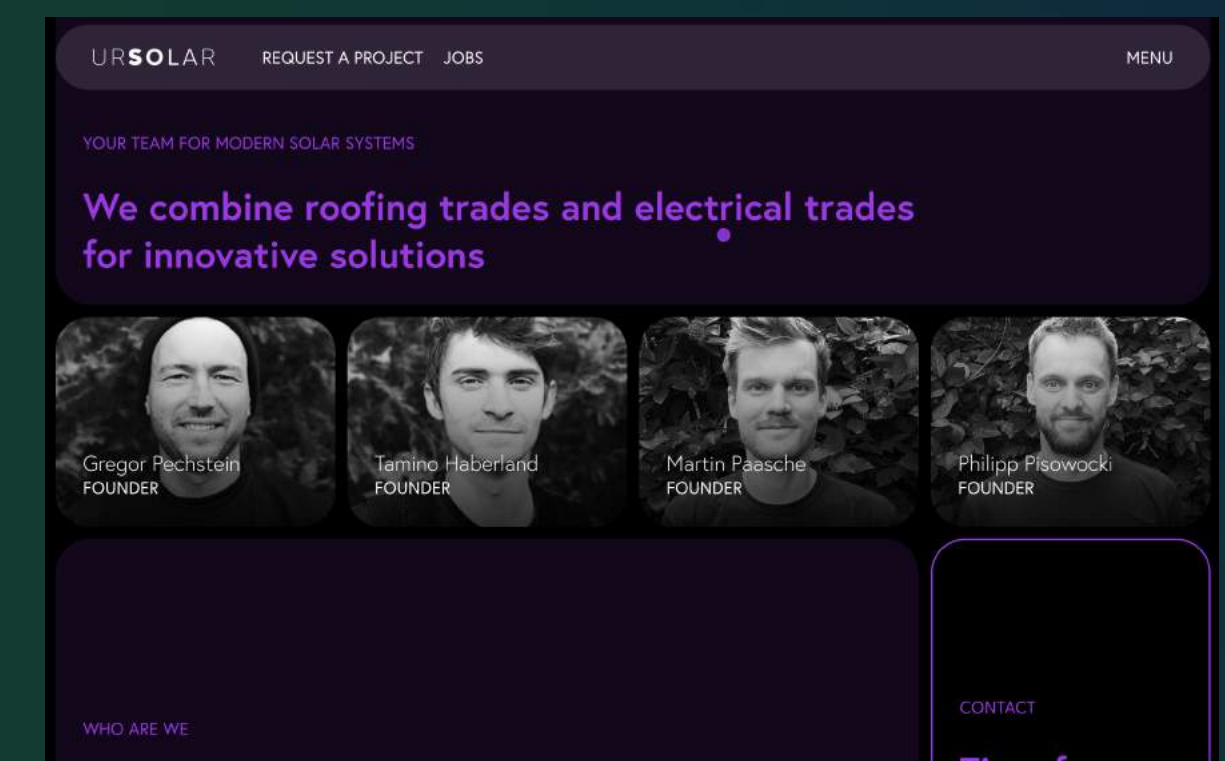 URSOLAR REQUEST A PROJECT JOBS MENU
YOUR TEAM FOR MODERN SOLAR SYSTEMS
We combine roofing trades and electrical trades
for innovative solutions
Gregor Pechstein
FOUNDER
Tamino Haberland
FOUNDER
Martin Paasche
FOUNDER
Philipp Pisowocki
FOUNDER
WHO ARE WE
CONTACT